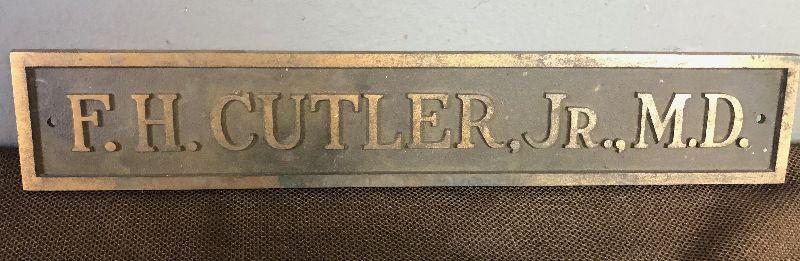 F. H. CUTLER, JR., M.D.